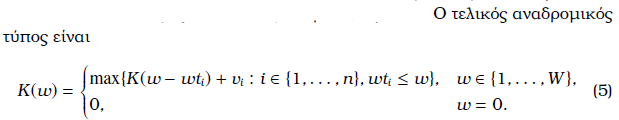 Ο τελικός αναδρομικός
τύπος είναι
K(w) = {max{K(w − wt_i) + v_i : i ∈ {1, . . . , n}, wt_i ≤ w}, w ∈ {1, . . . , W},
0, w = 0. (5)